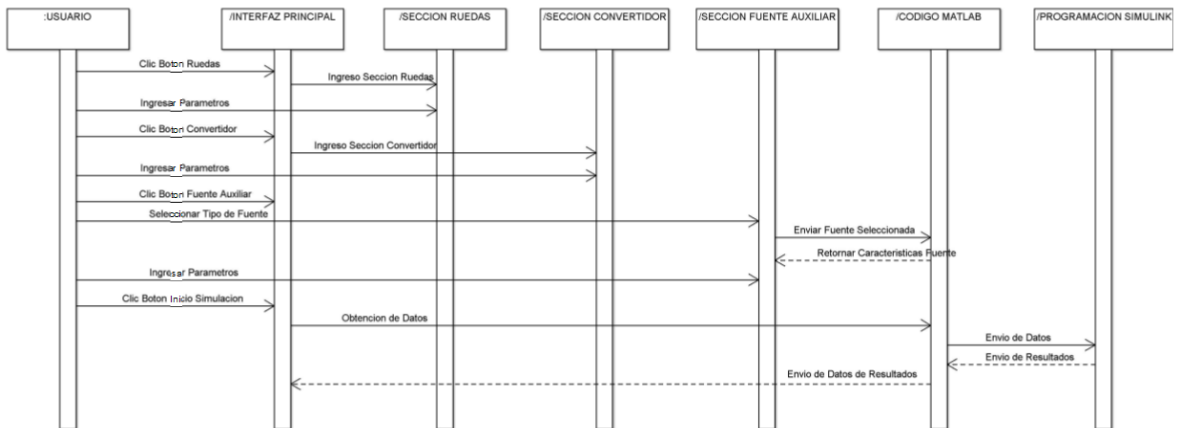 :USUARIO
/INTERFAZ PRINCIPAL
/SECCION RUEDAS
/SECCION CONVERTIDOR
/SECCION FUENTE AUXILIAR
/CODIGO MATLAB
/PROGRAMACION SIMULINK
Clic Boton Ruedas
Ingreso Seccion Ruedas
Ingresar Parametros
Clic Boton Convertidor
Ingreso Seccion Convertidor
Ingresar Parametros
Clic Boton Fuente Auxiliar
Seleccionar Tipo de Fuente
Enviar Fuente Seleccionada
Retornar Caracteristicas Fuente
Ingresar Parametros
Clic Boton Inicio Simulacion
Obtencion de Datos
Envio de Datos
Envio de Resultados
Envio de Datos de Resultados